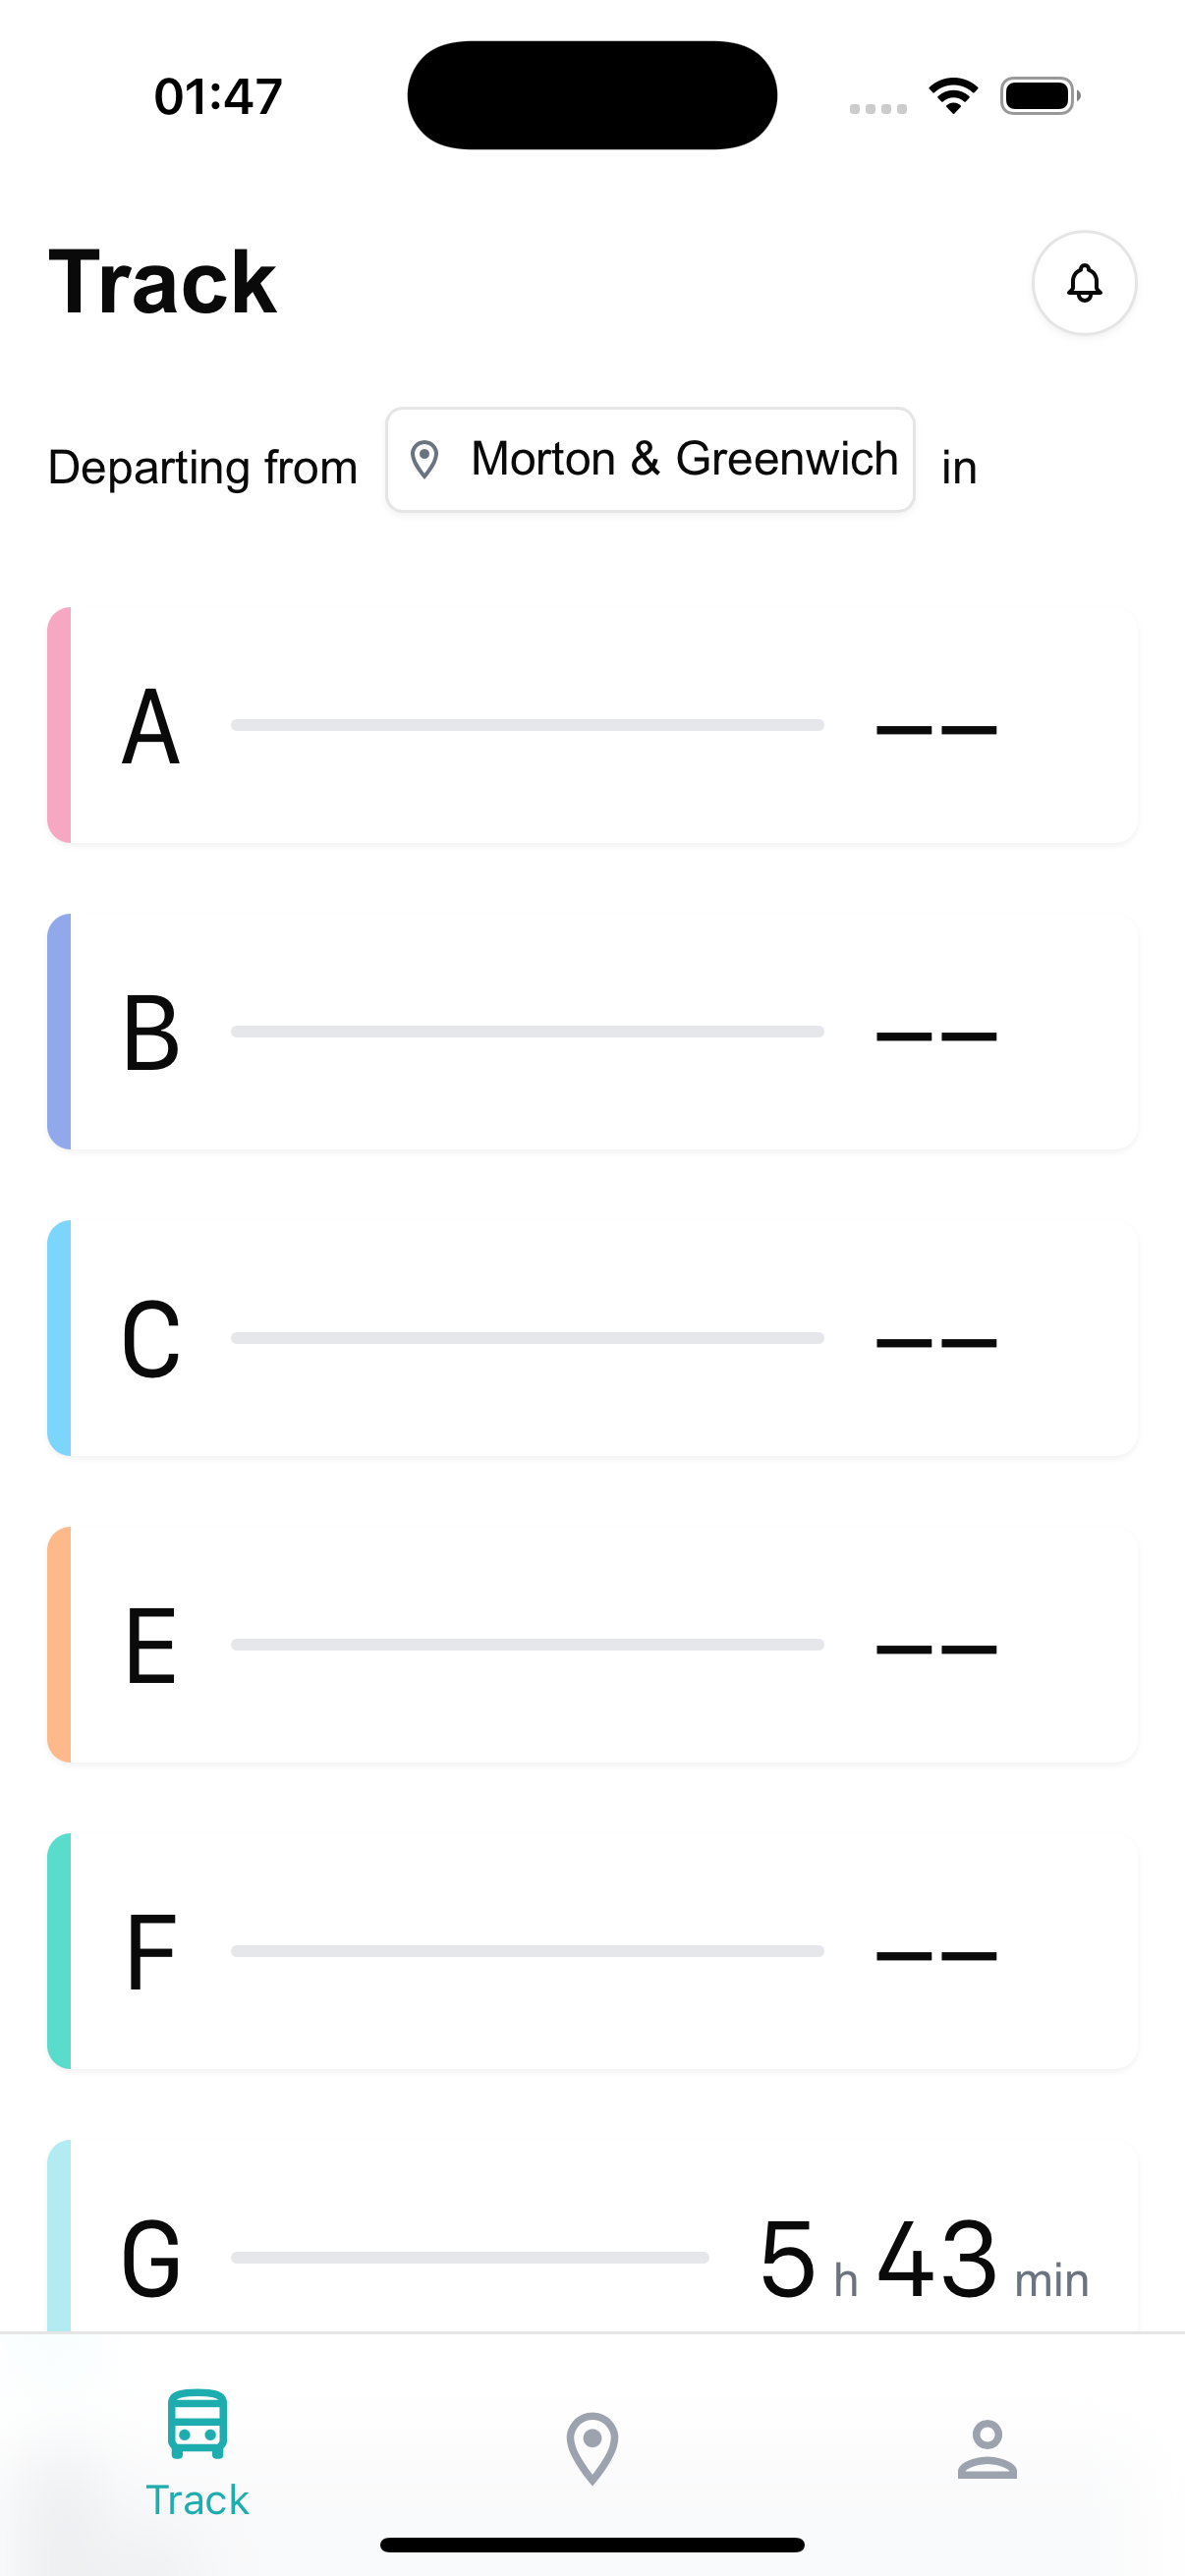 01:47
Track
Departing from Morton & Greenwich in
A --
B --
C --
E --
F --
G 5 h 43 min
Track